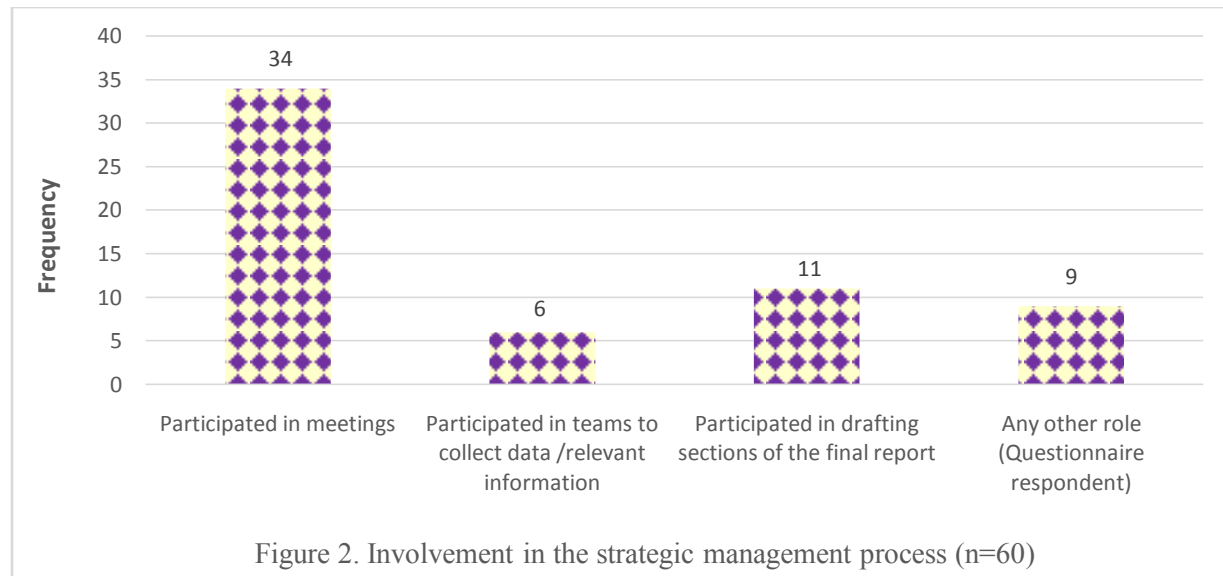 40
35
30
25
20
15
10
5
0
Frequency
34
6
11
9
Participated in meetings
Participated in teams to
collect data /relevant
information
Participated in drafting
sections of the final report
Any other role
(Questionnaire
respondent)
Figure 2. Involvement in the strategic management process (n=60)